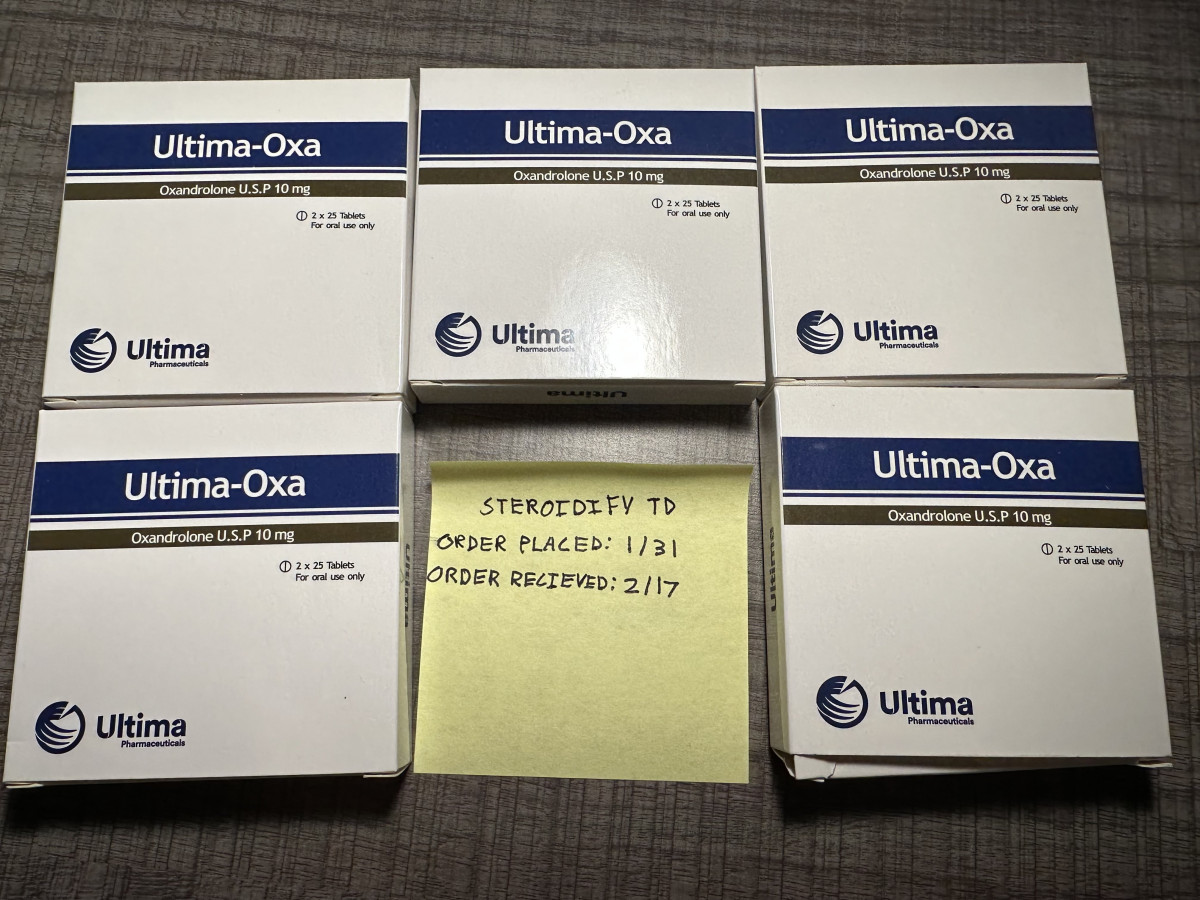 Ultima-Oxa
Oxandrolone U.S.P 10 mg
2 x 25 Tablets
For oral use only
Ultima
Pharmaceuticals
Ultima-Oxa
Oxandrolone U.S.P 10 mg
2 x 25 Tablets
For oral use only
Ultima
Pharmaceuticals
Ultima
Ultima-Oxa
Oxandrolone U.S.P 10 mg
2 x 25 Tablets
For oral use only
Ultima
Pharmaceuticals
Ultima-Oxa
Oxandrolone U.S.P 10 mg
2 x 25 Tablets
For oral use only
Ultima
Pharmaceuticals
Ultima
STEROIDIFY TD
ORDER PLACED: 1/31
ORDER RECIEVED: 2/17
Ultima-Oxa
Oxandrolone U.S.P 10 mg
2 x 25 Tablets
For oral use only
Ultima
Pharmaceuticals
Ultima